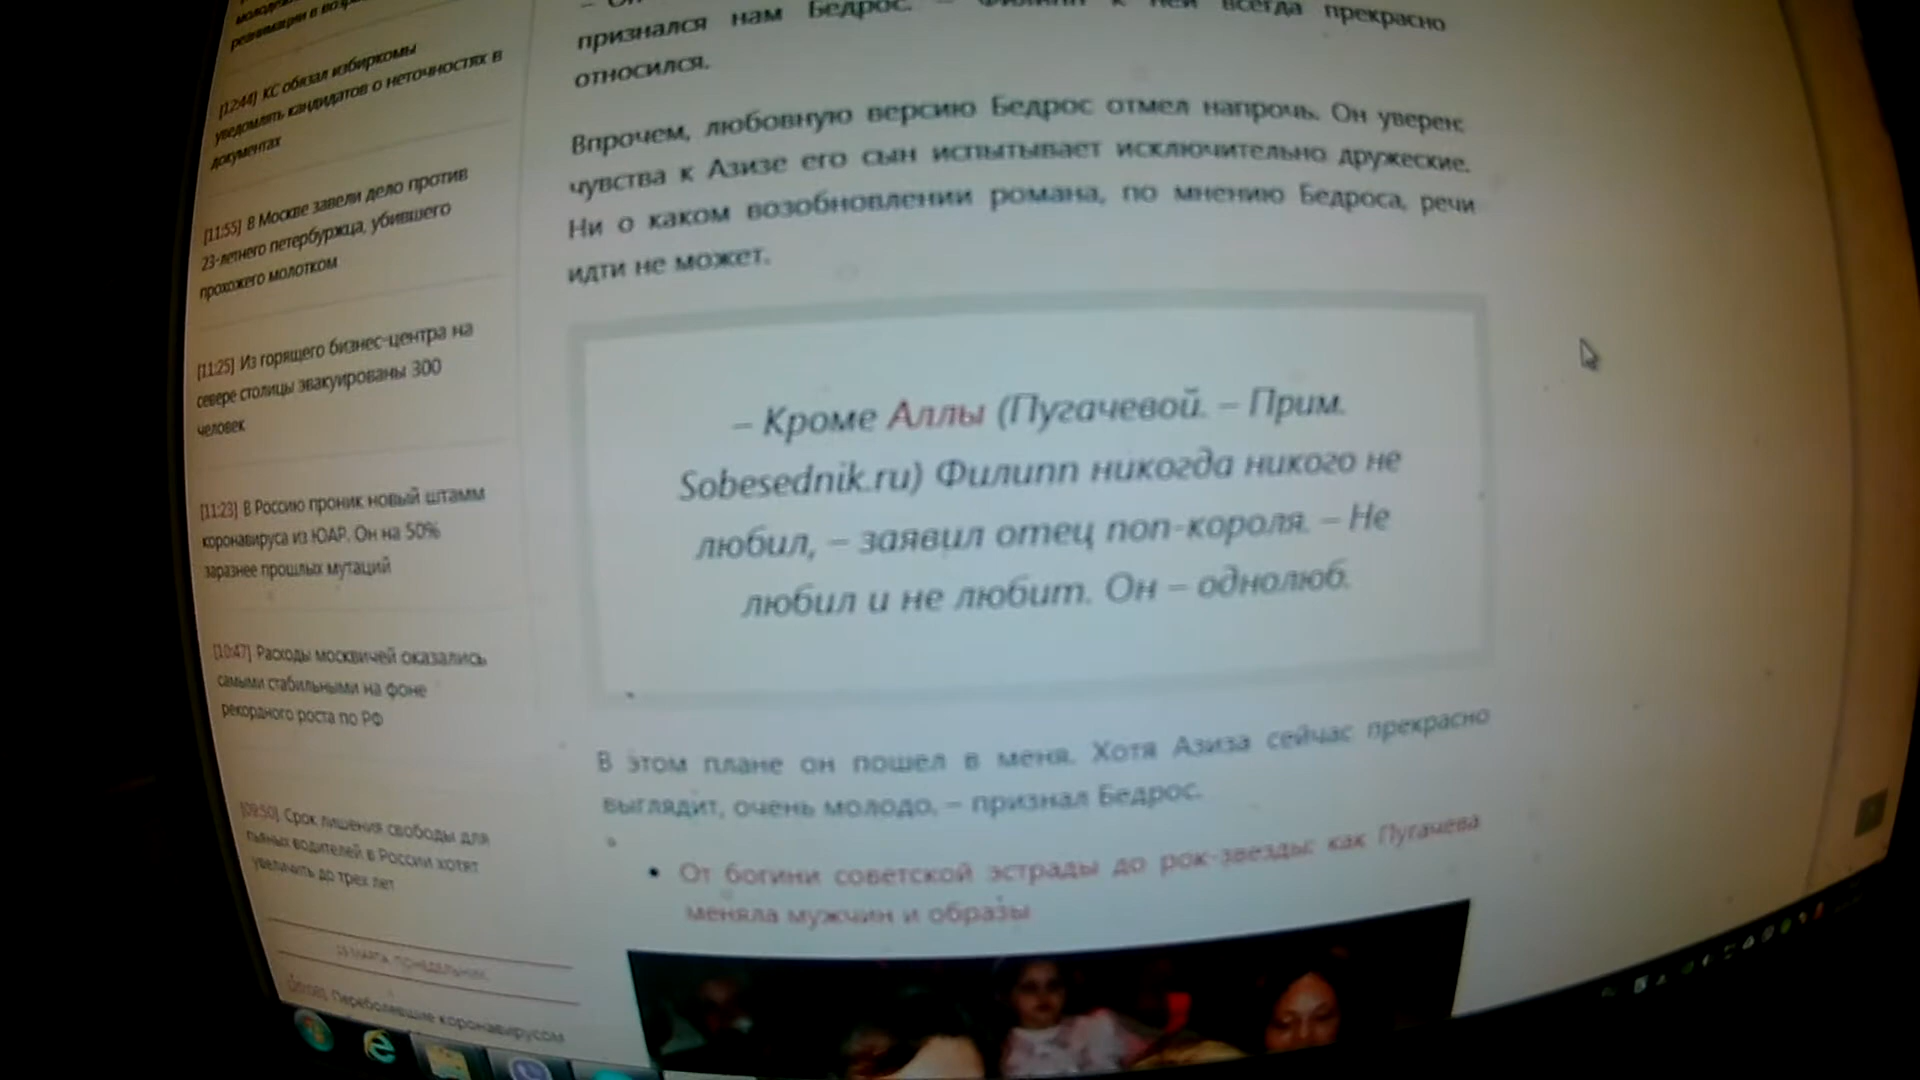 реанимации в
[12:44] КС обязал избиркомы
уведомлять кандидатов о неточностях в
документах
[11:55] В Москве завели дело против
23-летнего петербуржца, убившего
прохожего молотком
[11:25] Из горящего бизнес-центра на
севере столицы эвакуированы 300
человек
[11:23] В Россию проник новый штамм
коронавируса из ЮАР. Он на 50%
заразнее прошлых мутаций
[10:47] Расходы москвичей оказались
самыми стабильными на фоне
рекордного роста по РФ
[09:50] Срок лишения свободы для
пьяных водителей в России хотят
увеличить до трех лет
МАРТА, ПОНЕДЕЛЬНИК
Переболевшие коронавирусом
признался нам Бедрос. – Филипп к ней всегда прекрасно
относился.
Впрочем, любовную версию Бедрос отмел напрочь. Он уверен:
чувства к Азизе его сын испытывает исключительно дружеские.
Ни о каком возобновлении романа, по мнению Бедроса, речи
идти не может.
– Кроме Аллы (Пугачевой. – Прим.
Sobesednik.ru) Филипп никогда никого не
любил, – заявил отец поп-короля. – Не
любил и не любит. Он – однолюб.
В этом плане он пошел в меня. Хотя Азиза сейчас прекрасно
выглядит, очень молодо, – признал Бедрос.
• От богини советской эстрады до рок-звезды: как Пугачева
меняла мужчин и образы